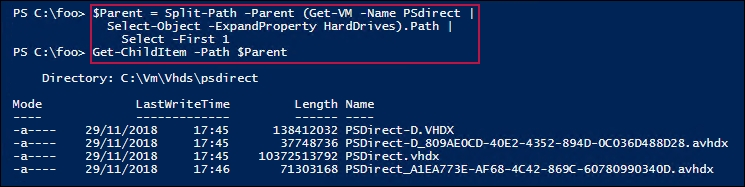 PS C:\foo> $Parent = Split-Path -Parent (Get-VM -Name PSdirect |
Select-Object -ExpandProperty HardDrives).Path |
Select -First 1
PS C:\foo> Get-ChildItem -Path $Parent
Directory: C:\Vm\Vhds\psdirect
Mode LastWriteTime Length Name
---- ------------- ------ ----
-a---- 29/11/2018 17:45 138412032 PSDirect-D.VHDX
-a---- 29/11/2018 17:45 37748736 PSDirect-D_809AE0CD-40E2-4352-894D-0C036D488D28.avhdx
-a---- 29/11/2018 17:45 10372513792 PSDirect.vhdx
-a---- 29/11/2018 17:46 71303168 PSDirect_A1EA773E-AF68-4C42-869C-60780990340D.avhdx